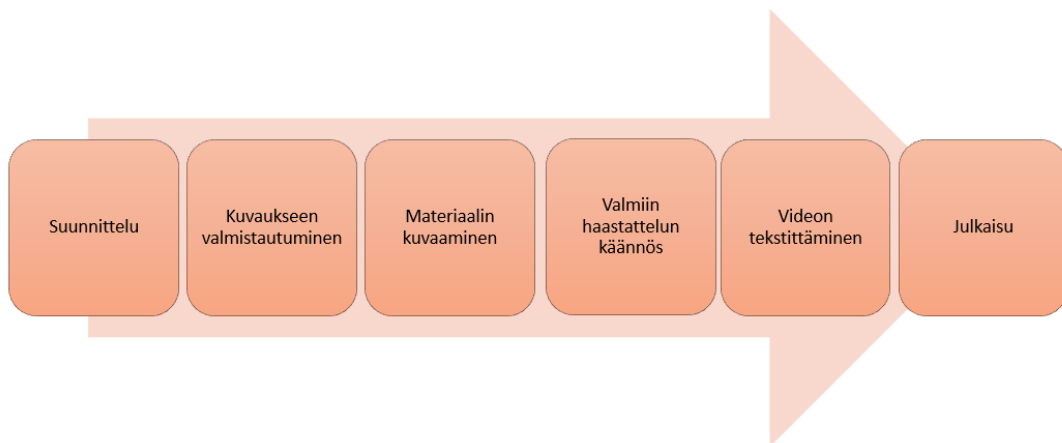 Suunnittelu
Kuvaukseen
valmistautuminen
Materiaalin
kuvaaminen
Valmiin
haastattelun
käännös
Videon
tekstittäminen
Julkaisu